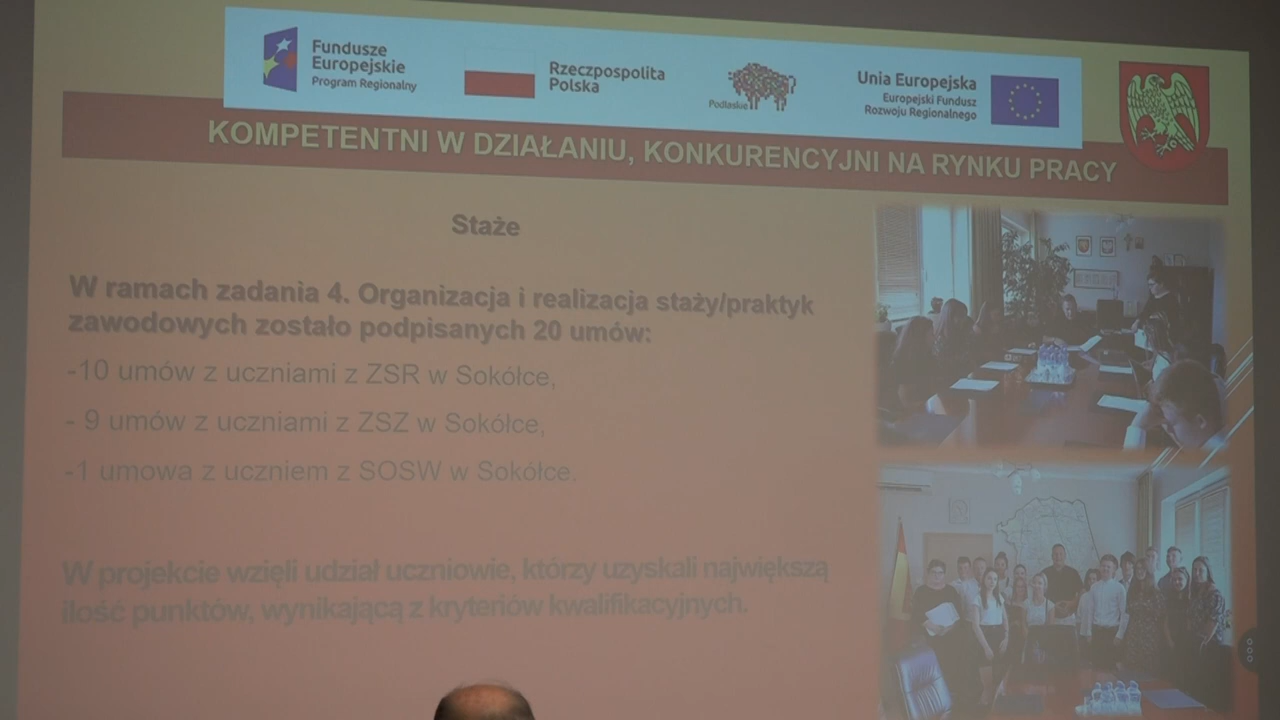 Fundusze
Europejskie
Program Regionalny
Rzeczpospolita
Polska
Podlaskie
Unia Europejska
Europejski Fundusz
Rozwoju Regionalnego
KOMPETENTNI W DZIAŁANIU, KONKURENCYJNI NA RYNKU PRACY
Staże
W ramach zadania 4. Organizacja i realizacja staży/praktyk
zawodowych zostało podpisanych 20 umów:
-10 umów z uczniami z ZSR w Sokółce,
- 9 umów z uczniami z ZSZ w Sokółce,
-1 umowa z uczniem z SOSW w Sokółce.
W projekcie wzięli udział uczniowie, którzy uzyskali największą
ilość punktów, wynikającą z kryteriów kwalifikacyjnych.